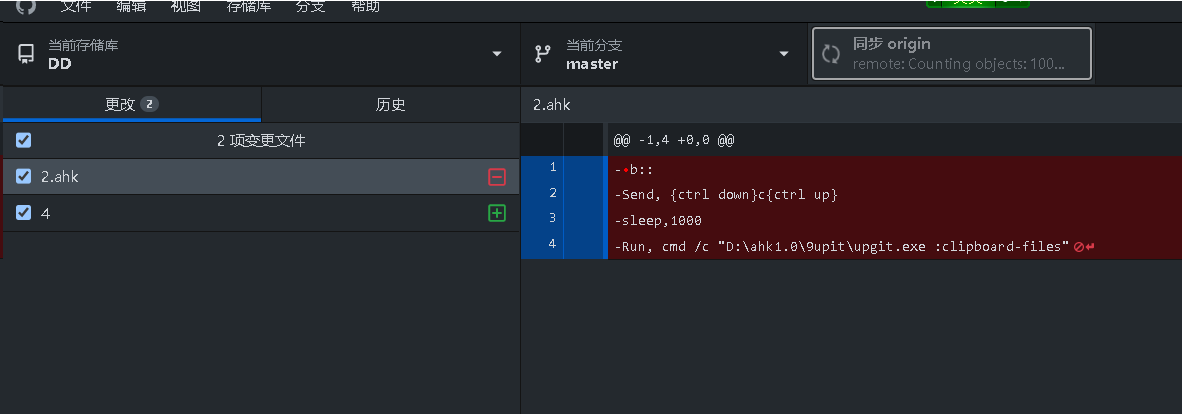 文件 编辑 视图 存储库 分支 帮助
当前存储库
DD
当前分支
master
同步 origin
remote: Counting objects: 100...
更改 2
历史
2.ahk
2 项变更文件
@@ -1,4 +0,0 @@
2.ahk
4
1 -b::
2 -Send, {ctrl down}c{ctrl up}
3 -sleep,1000
4 -Run, cmd /c "D:\ahk1.0\9upit\upgit.exe :clipboard-files"